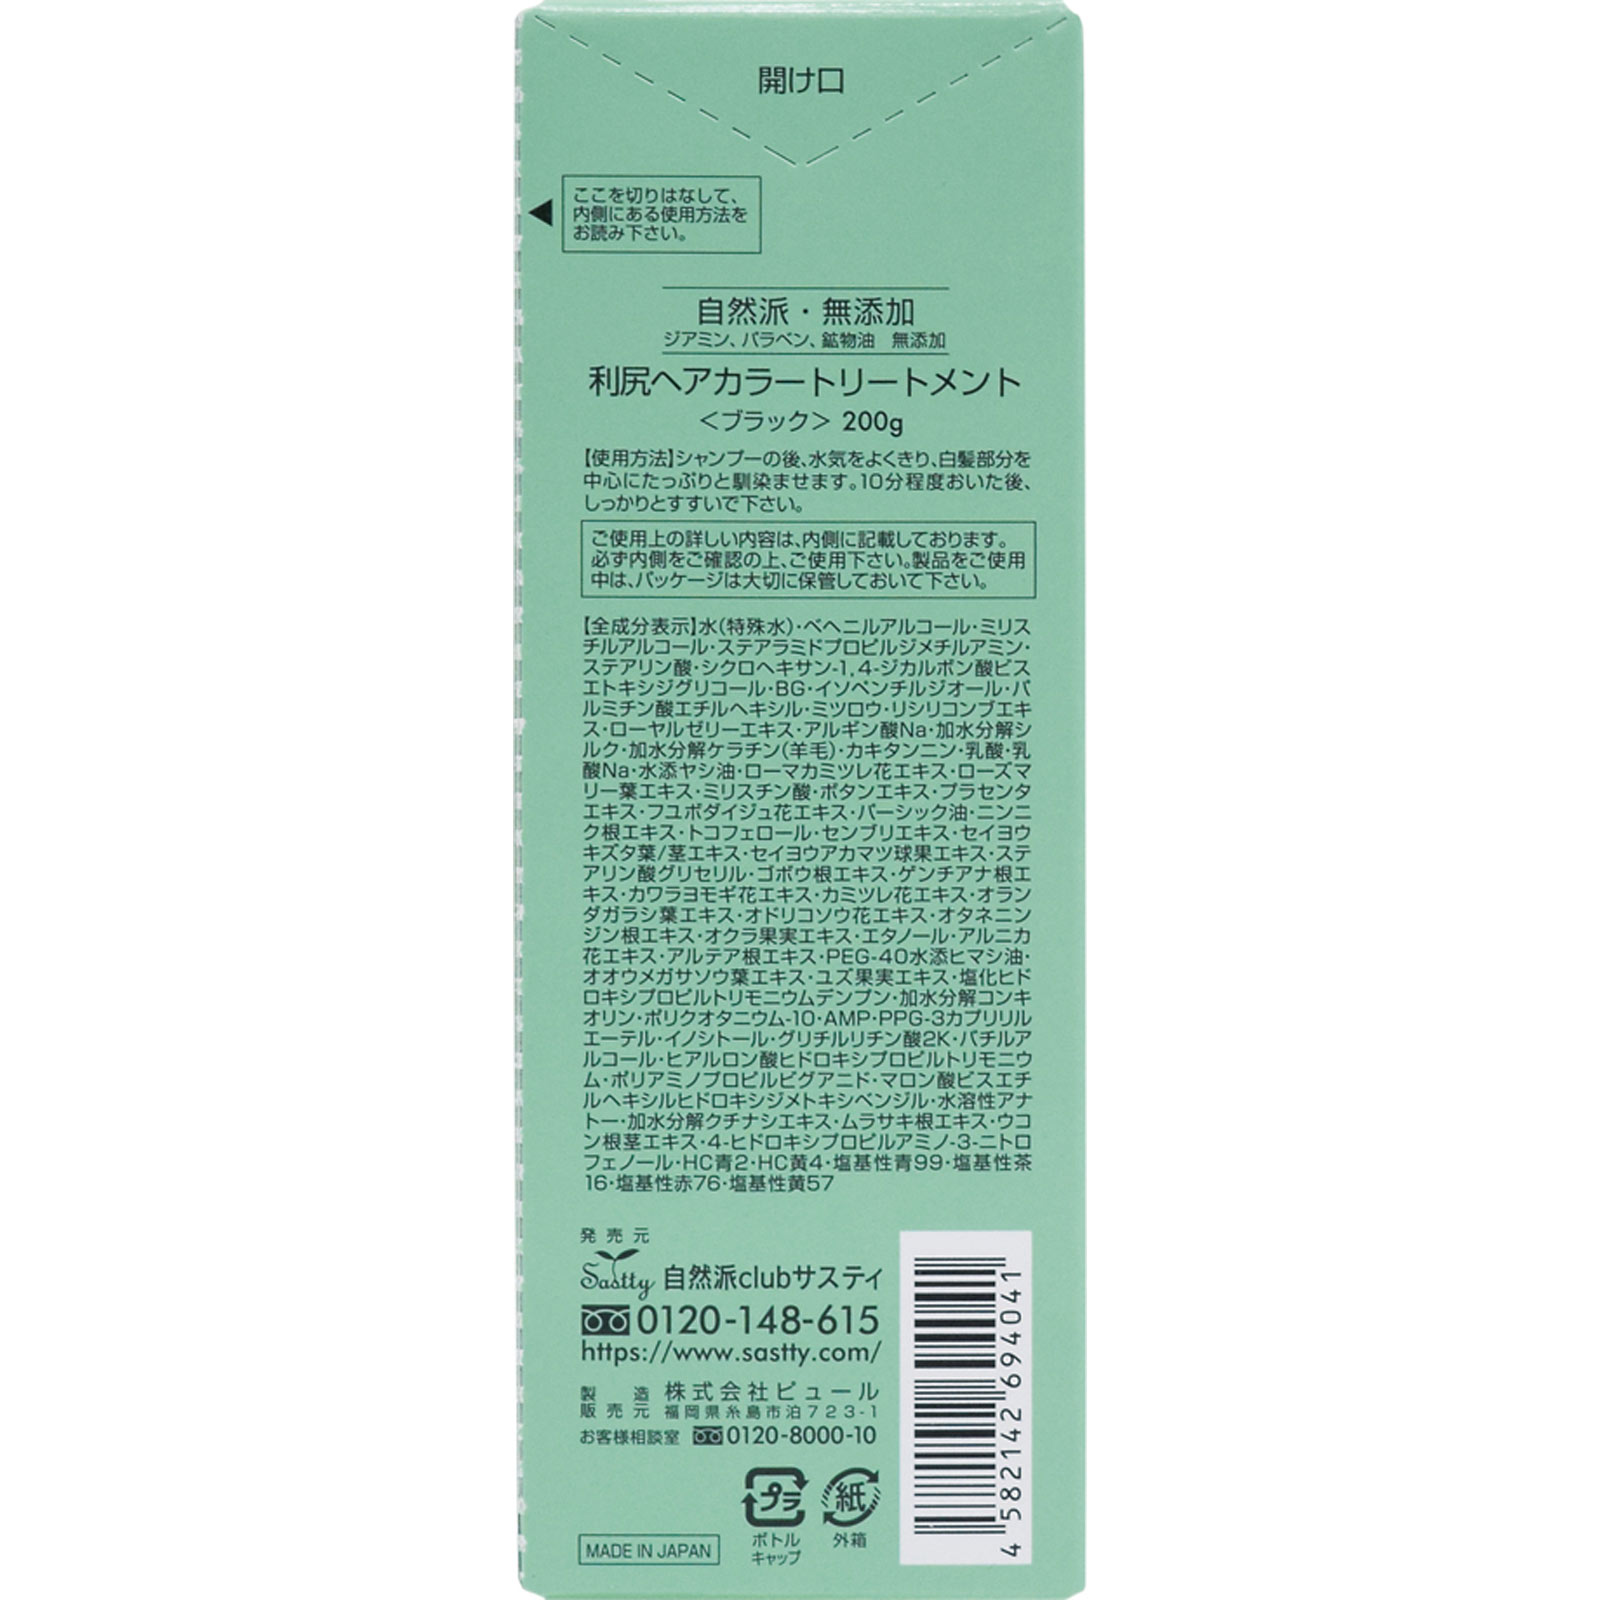 開け口
ここを切りはなして、
内側にある使用方法を
お読み下さい。
自然派・無添加
ジアミン、パラベン、鉱物油　無添加
利尻ヘアカラートリートメント
＜ブラック＞ 200g
【使用方法】シャンプーの後、水気をよくきり、白髪部分を
中心にたっぷりと馴染ませます。10分程度おいた後、
しっかりとすすいで下さい。
ご使用上の詳しい内容は、内側に記載しております。
必ず内側をご確認の上、ご使用下さい。製品をご使用
中は、パッケージは大切に保管しておいて下さい。
【全成分表示】水(特殊水)・ベヘニルアルコール・ミリス
チルアルコール・ステアラミドプロピルジメチルアミン・
ステアリン酸・シクロヘキサン-1,4-ジカルボン酸ビス
エトキシジグリコール・BG・イソペンチルジオール・パ
ルミチン酸エチルヘキシル・ミツロウ・リシリコンブエキ
ス・ローヤルゼリーエキス・アルギン酸Na・加水分解シ
ルク・加水分解ケラチン(羊毛)・カキタンニン・乳酸・乳
酸Na・水添ヤシ油・ローマカミツレ花エキス・ローズマ
リー葉エキス・ミリスチン酸・ボタンエキス・プラセンタ
エキス・フユボダイジュ花エキス・パーシック油・ニンニ
ク根エキス・トコフェロール・センブリエキス・セイヨウ
キズタ葉/茎エキス・セイヨウアカマツ球果エキス・ステ
アリン酸グリセリル・ゴボウ根エキス・ゲンチアナ根エ
キス・カワラヨモギ花エキス・カミツレ花エキス・オラン
ダガラシ葉エキス・オドリコソウ花エキス・オタネニン
ジン根エキス・オクラ果実エキス・エタノール・アルニカ
花エキス・アルテア根エキス・PEG-40水添ヒマシ油・
オオウメガサソウ葉エキス・ユズ果実エキス・塩化ヒド
ロキシプロピルトリモニウムデンプン・加水分解コンキ
オリン・ポリクオタニウム-10・AMP・PPG-3カプリリル
エーテル・イノシトール・グリチルリチン酸2K・バチルア
ルコール・ヒアルロン酸ヒドロキシプロピルトリモニウ
ム・ポリアミノプロピルビグアニド・マロン酸ビスエチ
ルヘキシルヒドロキシジメトキシベンジル・水溶性アナ
トー・加水分解クチナシエキス・ムラサキ根エキス・ウコ
ン根茎エキス・4-ヒドロキシプロピルアミノ-3-ニトロ
フェノール・HC青2・HC黄4・塩基性青99・塩基性茶
16・塩基性赤76・塩基性黄57
発売元
Sastty 自然派clubサスティ
0120-148-615
https://www.sastty.com/
製　造 株式会社ピュール
販売元 福岡県糸島市泊723-1
お客様相談室 0120-8000-10
プラ
ボトル
キャップ
紙
外箱
MADE IN JAPAN
4582142694041